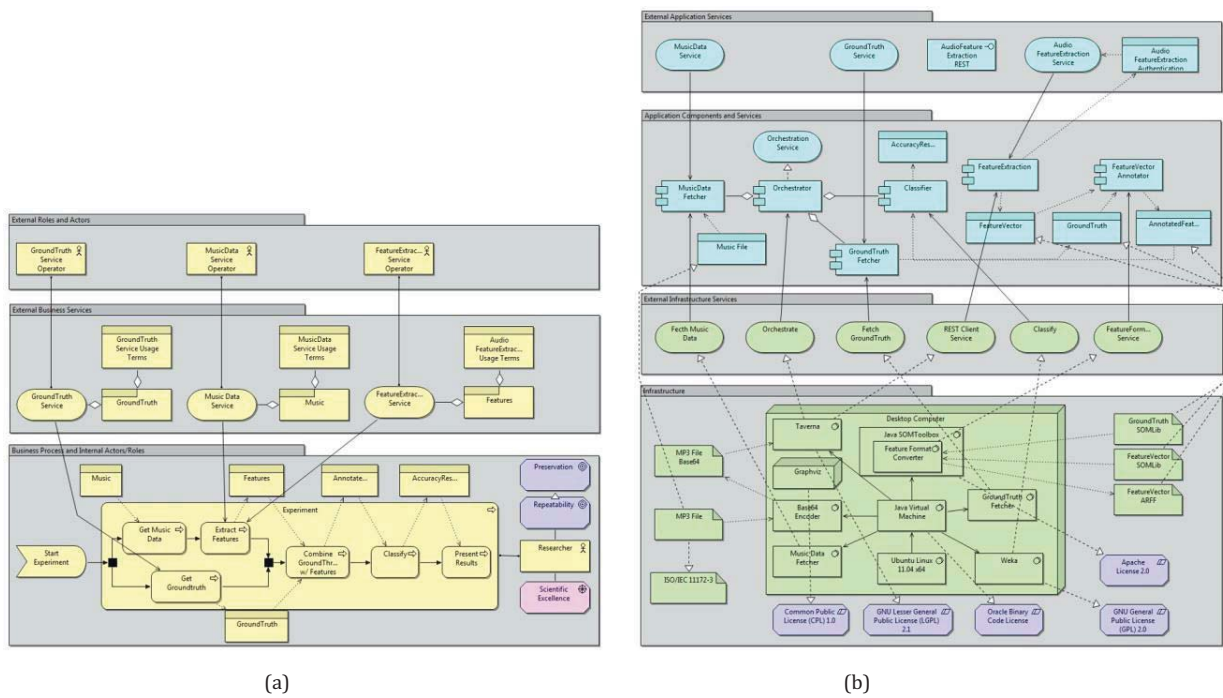 External Roles and Actors
GroundTruth
Service
Operator
MusicData
Service
Operator
FeatureExtrac...
Service
Operator
External Business Services
GroundTruth
Service Usage
Terms
MusicData
Service Usage
Terms
Audio
FeatureExtrac...
Usage Terms
GroundTruth
Service
GroundTruth
Music Data
Service
Music
FeatureExtrac...
Service
Features
Business Process and Internal Actors/Roles
Music
Features
Annotate...
AccuracyRes...
Preservation
Repeatability
Experiment
Start
Experiment
Get Music
Data
Extract
Features
Get
Groundtruth
Combine
GroundThr...
w/ Features
Classify
Present
Results
Researcher
Scientific
Excellence
GroundTruth
(a)
External Application Services
MusicData
Service
GroundTruth
Service
AudioFeature
Extraction
REST
Audio
FeatureExtraction
Service
Audio
FeatureExtraction
Authentication
Application Components and Services
Orchestration
Service
AccuracyRes...
MusicData
Fetcher
Orchestrator
Classifier
FeatureExtraction
FeatureVector
Annotator
Music File
GroundTruth
Fetcher
FeatureVector
GroundTruth
AnnotatedFeat...
External Infrastructure Services
Fecth Music
Data
Orchestrate
Fetch
GroundTruth
REST Client
Service
Classify
FeatureForm...
Service
Infrastructure
Desktop Computer
Taverna
Java SOMToolbox
Feature Format
Converter
GroundTruth
SOMLib
MP3 File
Base64
Graphviz
FeatureVector
SOMLib
FeatureVector
ARFF
MP3 File
Base64
Encoder
Java Virtual
Machine
GroundTruth
Fetcher
Music Data
Fetcher
Ubuntu Linux
11.04 x64
Weka
Apache
License 2.0
ISO/IEC 11172-3
Common Public
License (CPL) 1.0
GNU Lesser General
Public License (LGPL)
2.1
Oracle Binary
Code License
GNU General
Public License
(GPL) 2.0
(b)